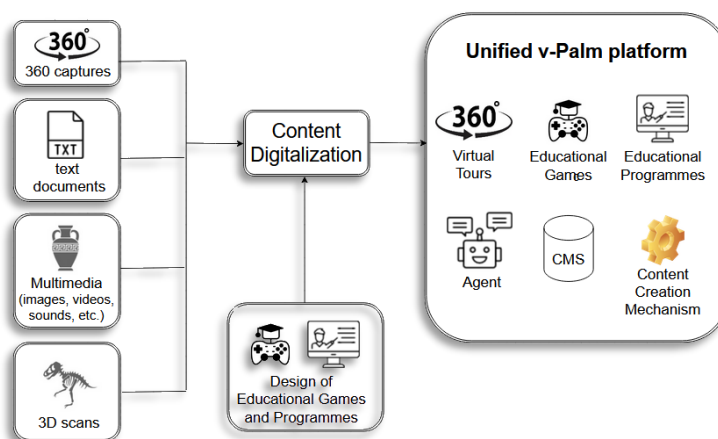 360°
360 captures
TXT
text
documents
Multimedia
(images, videos,
sounds, etc.)
3D scans
Content
Digitalization
Design of
Educational Games
and Programmes
Unified v-Palm platform
360°
Virtual
Tours
Educational
Games
Educational
Programmes
Agent
CMS
Content
Creation
Mechanism